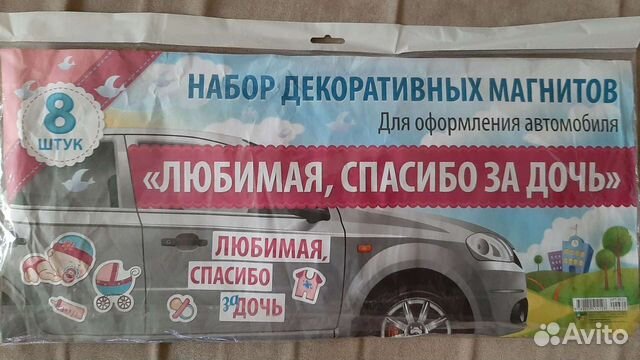 8
ШТУК
НАБОР ДЕКОРАТИВНЫХ МАГНИТОВ
Для оформления автомобиля
«ЛЮБИМАЯ, СПАСИБО ЗА ДОЧЬ»
ЛЮБИМАЯ,
СПАСИБО
за ДОЧЬ
Avito